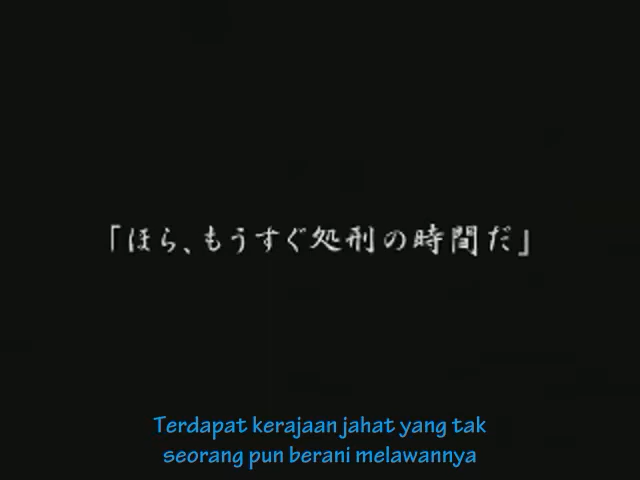 「ほら、もうすぐ処刑の時間だ」
Terdapat kerajaan jahat yang tak
seorang pun berani melawannya